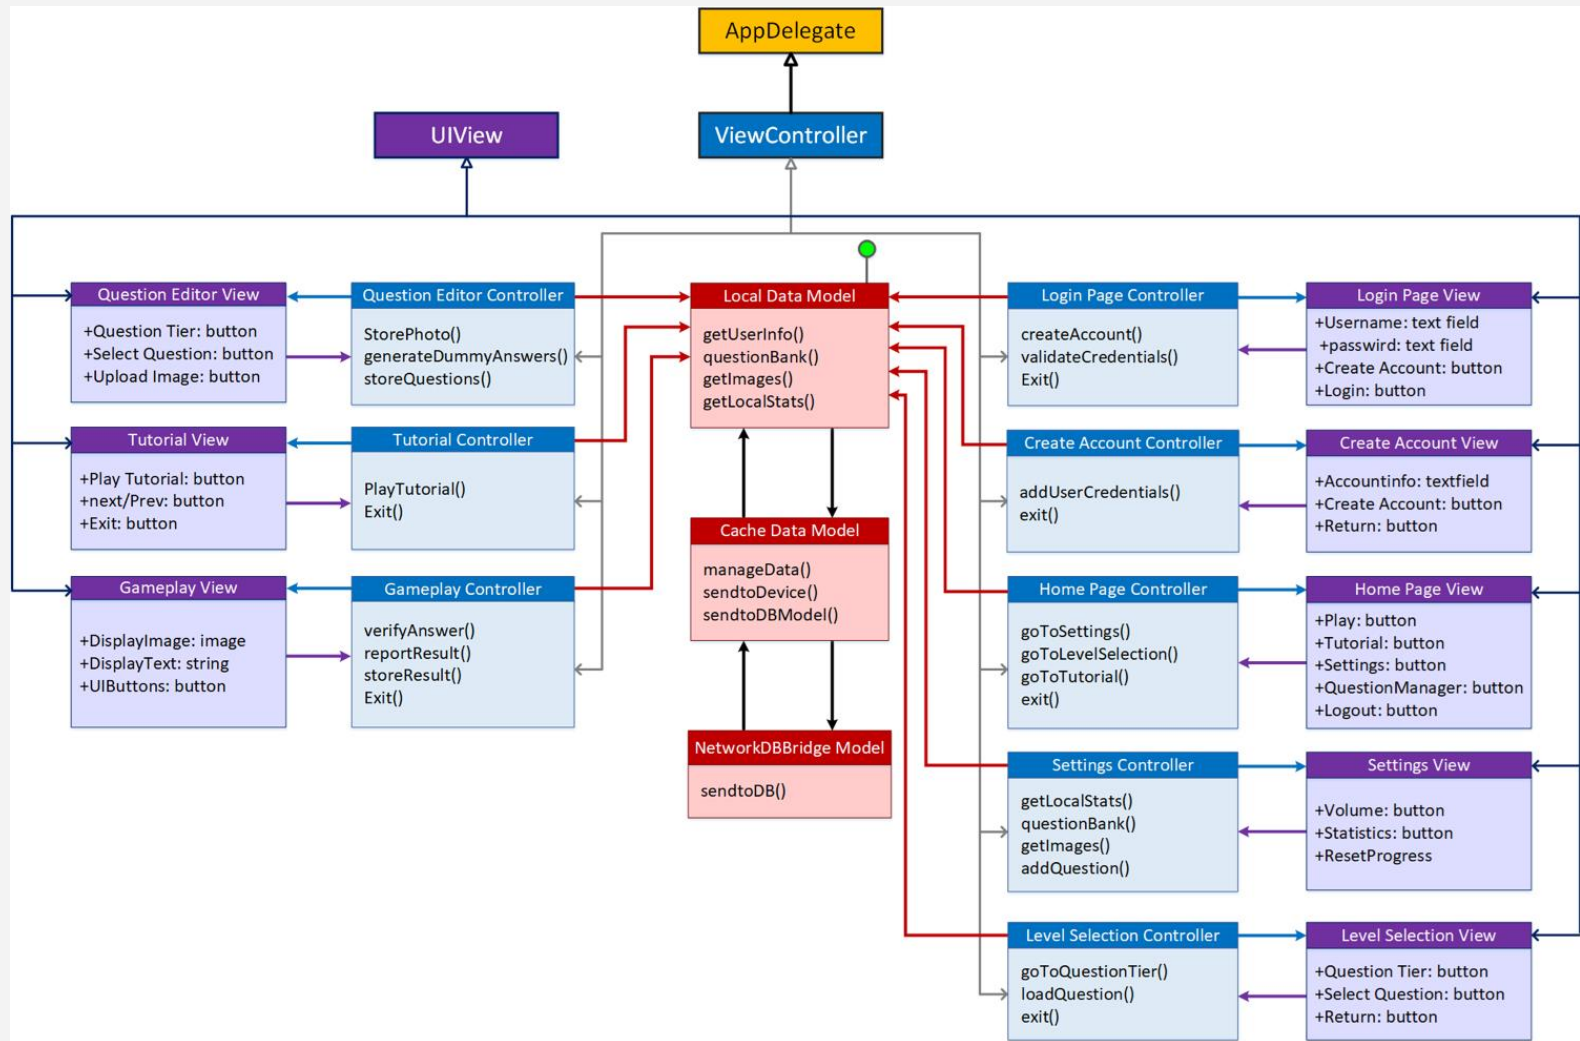 AppDelegate
UIView
ViewController
Question Editor View
+Question Tier: button
+Select Question: button
+Upload Image: button
Question Editor Controller
StorePhoto()
generateDummyAnswers()
storeQuestions()
Local Data Model
getUserInfo()
questionBank()
getImages()
getLocalStats()
Login Page Controller
createAccount()
validateCredentials()
Exit()
Login Page View
+Username: text field
+passwird: text field
+Create Account: button
+Login: button
Tutorial View
+Play Tutorial: button
+next/Prev: button
+Exit: button
Tutorial Controller
PlayTutorial()
Exit()
Create Account Controller
addUserCredentials()
exit()
Create Account View
+Accountinfo: textfield
+Create Account: button
+Return: button
Cache Data Model
manageData()
sendtoDevice()
sendtoDBModel()
Gameplay View
+DisplayImage: image
+DisplayText: string
+UIButtons: button
Gameplay Controller
verifyAnswer()
reportResult()
storeResult()
Exit()
Home Page Controller
goToSettings()
goToLevelSelection()
goToTutorial()
exit()
Home Page View
+Play: button
+Tutorial: button
+Settings: button
+QuestionManager: button
+Logout: button
NetworkDBBridge Model
sendtoDB()
Settings Controller
getLocalStats()
questionBank()
getImages()
addQuestion()
Settings View
+Volume: button
+Statistics: button
+ResetProgress
Level Selection Controller
goToQuestionTier()
loadQuestion()
exit()
Level Selection View
+Question Tier: button
+Select Question: button
+Return: button